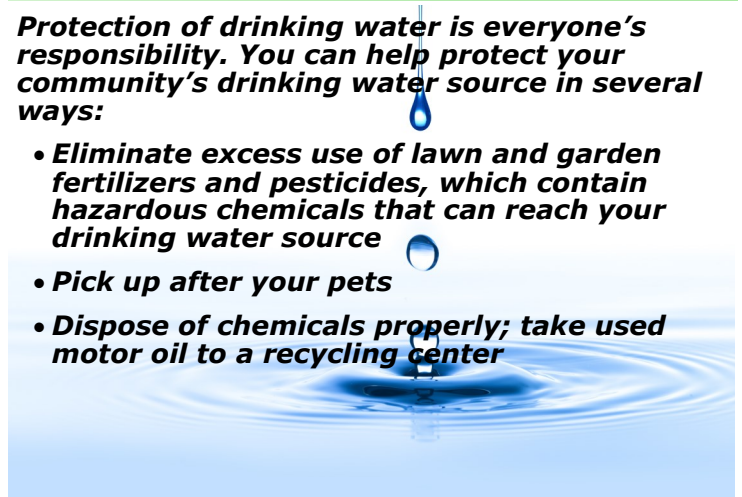 Protection of drinking water is everyone’s
responsibility. You can help protect your
community’s drinking water source in several
ways:
• Eliminate excess use of lawn and garden
fertilizers and pesticides, which contain
hazardous chemicals that can reach your
drinking water source
• Pick up after your pets
• Dispose of chemicals properly; take used
motor oil to a recycling center